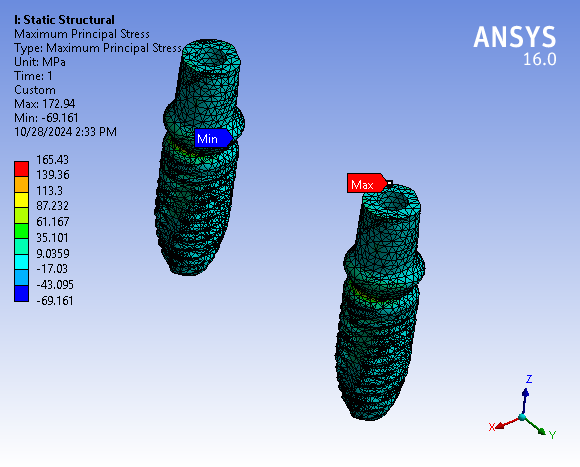 I: Static Structural
Maximum Principal Stress
Type: Maximum Principal Stress
Unit: MPa
Time: 1
Custom
Max: 172.94
Min: -69.161
10/28/2024 2:33 PM
165.43
139.36
113.3
87.232
61.167
35.101
9.0359
-17.03
-43.095
-69.161
ANSYS
16.0
Min
Max
Z
X
Y